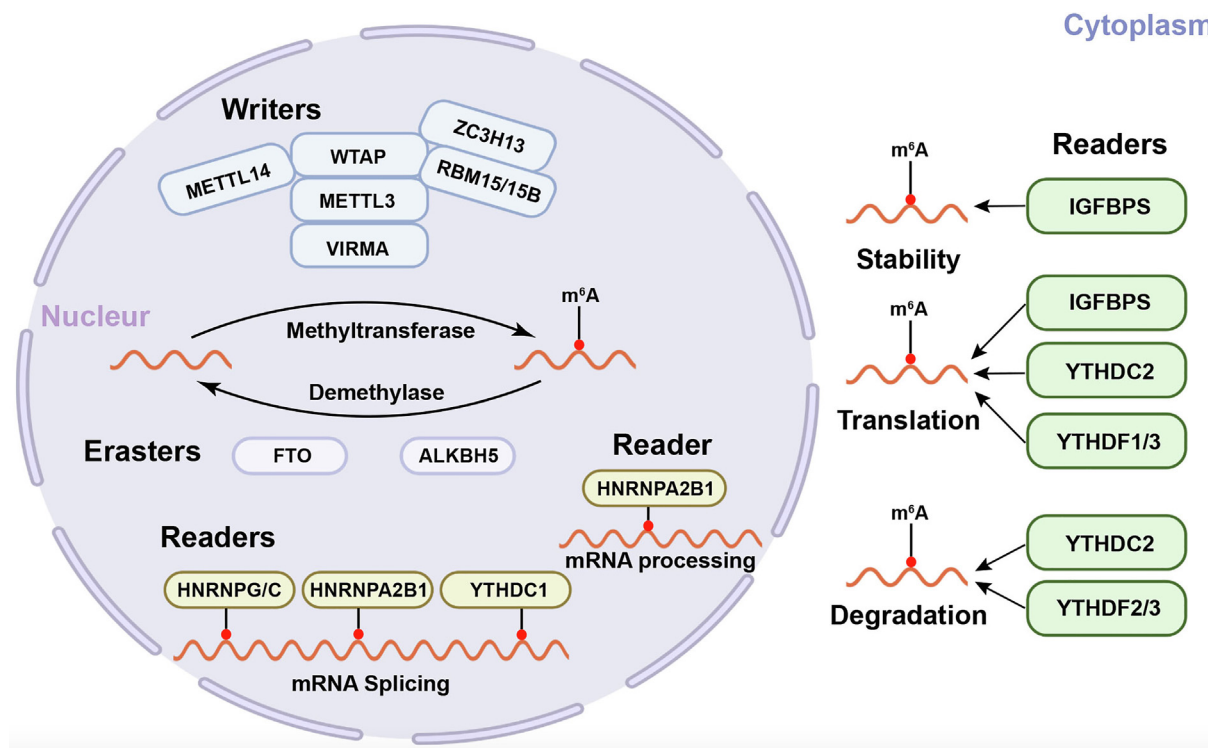 Cytoplasm
Writers
ZC3H13
WTAP
METTL14
RBM15/15B
METTL3
VIRMA
Nucleur
m⁶A
Methyltransferase
Demethylase
Erasters
FTO
ALKBH5
Reader
HNRNPA2B1
mRNA processing
Readers
HNRNPG/C
HNRNPA2B1
YTHDC1
mRNA Splicing
Readers
m⁶A
IGFBPS
Stability
m⁶A
IGFBPS
YTHDC2
Translation
YTHDF1/3
m⁶A
YTHDC2
Degradation
YTHDF2/3